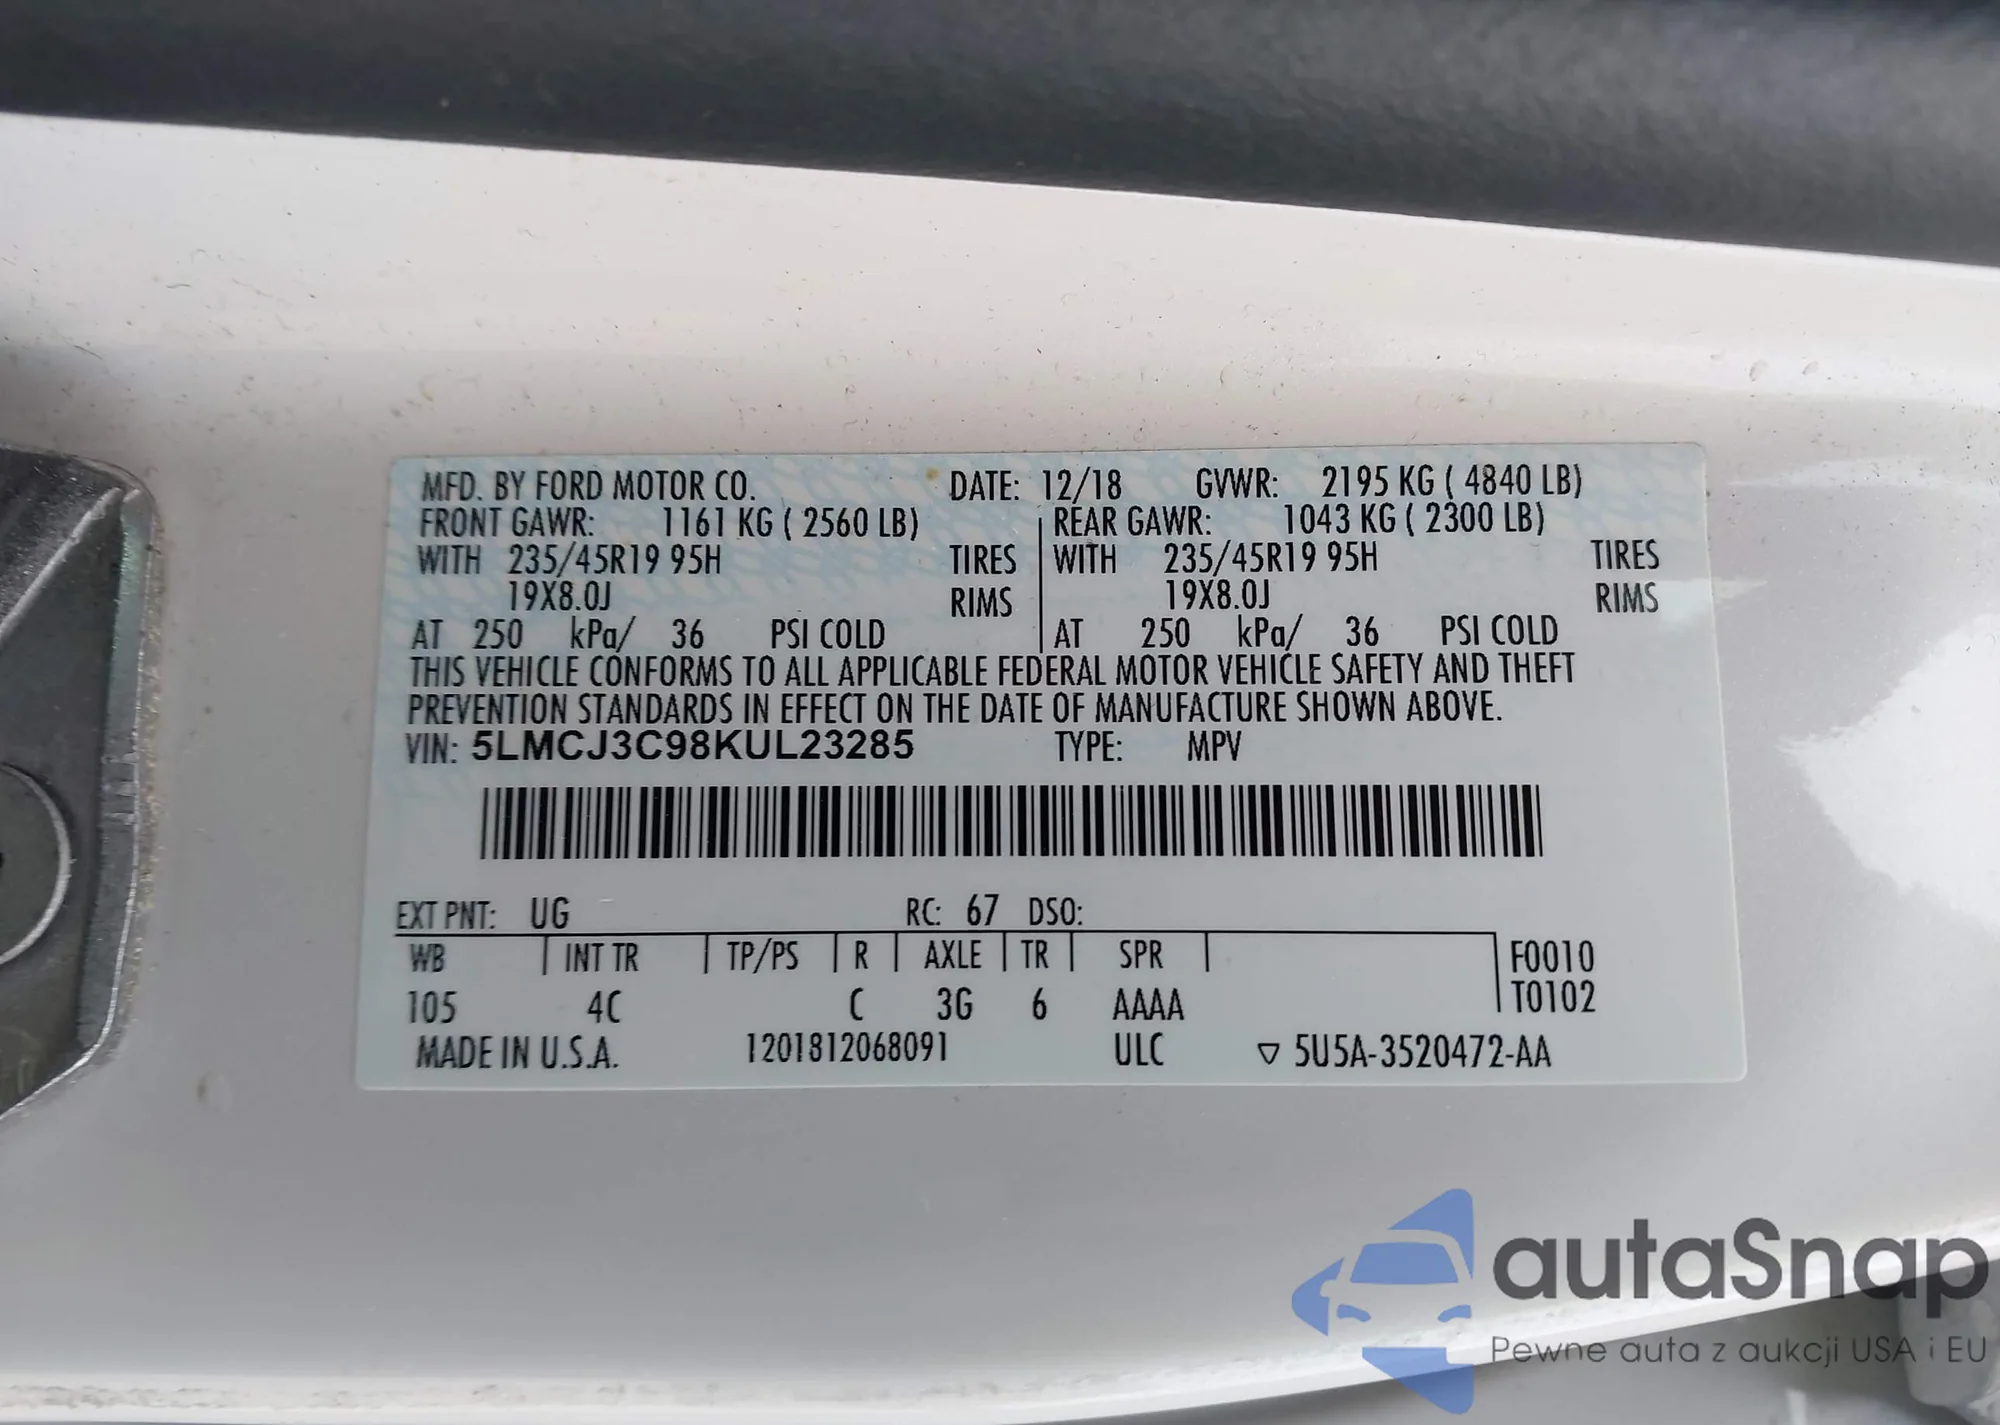 MFD. BY FORD MOTOR CO. DATE: 12/18 GVWR: 2195 KG ( 4840 LB)
FRONT GAWR: 1161 KG ( 2560 LB) REAR GAWR: 1043 KG ( 2300 LB)
WITH 235/45R19 95H TIRES WITH 235/45R19 95H TIRES
19X8.0J RIMS 19X8.0J RIMS
AT 250 kPa/ 36 PSI COLD AT 250 kPa/ 36 PSI COLD
THIS VEHICLE CONFORMS TO ALL APPLICABLE FEDERAL MOTOR VEHICLE SAFETY AND THEFT
PREVENTION STANDARDS IN EFFECT ON THE DATE OF MANUFACTURE SHOWN ABOVE.
VIN: 5LMCJ3C98KUL23285 TYPE: MPV
EXT PNT: UG RC: 67 DSO:
WB INT TR TP/PS R AXLE TR SPR F0010
105 4C C 3G 6 AAAA T0102
MADE IN U.S.A. 1201812068091 ULC ▽ 5U5A-3520472-AA
autaSnap
Pewne auta z aukcji USA i EU